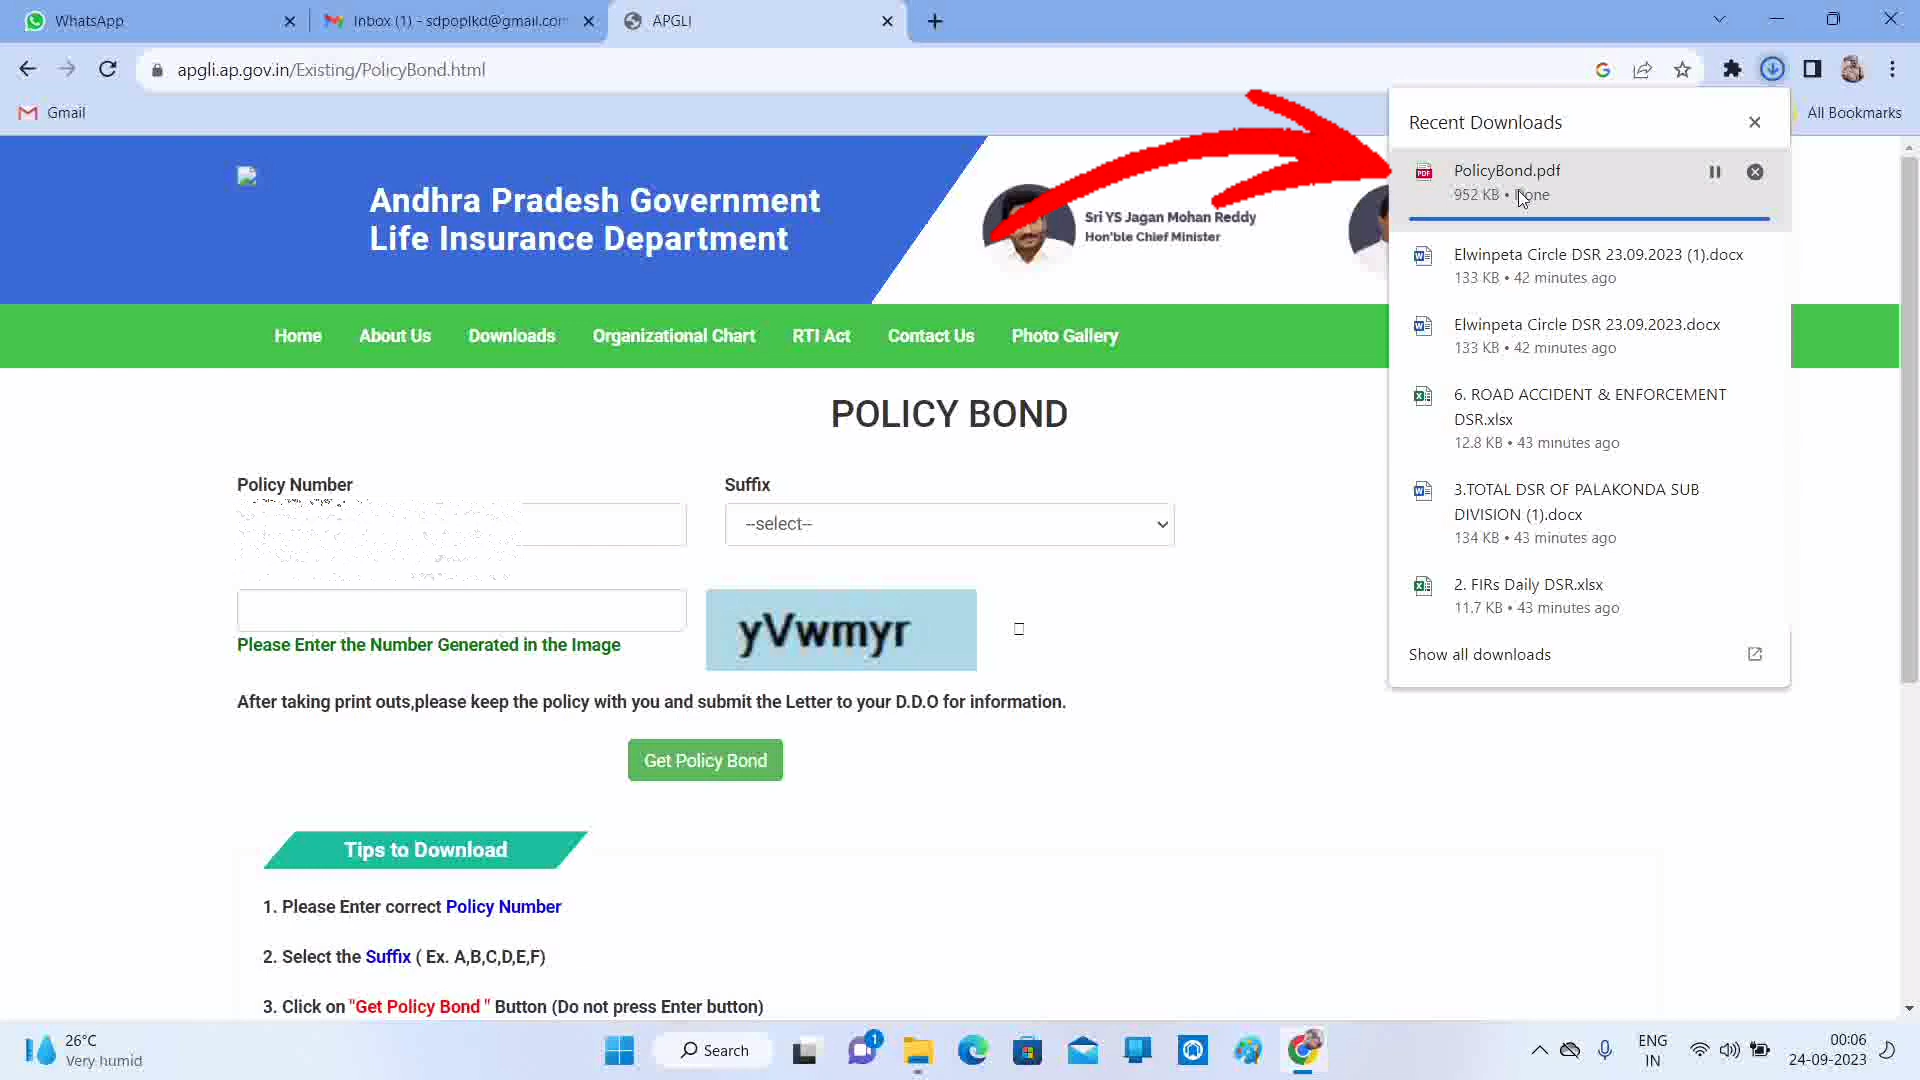 WhatsApp
Inbox (1) - sdpoplkd@gmail.com
APGLI
apgli.ap.gov.in/Existing/PolicyBond.html
Gmail
All Bookmarks
Recent Downloads
PDF
PolicyBond.pdf
952 KB • Done
Elwinpeta Circle DSR 23.09.2023 (1).docx
133 KB • 42 minutes ago
Elwinpeta Circle DSR 23.09.2023.docx
133 KB • 42 minutes ago
6. ROAD ACCIDENT & ENFORCEMENT
DSR.xlsx
12.8 KB • 43 minutes ago
3.TOTAL DSR OF PALAKONDA SUB
DIVISION (1).docx
134 KB • 43 minutes ago
2. FIRs Daily DSR.xlsx
11.7 KB • 43 minutes ago
Show all downloads
Andhra Pradesh Government
Life Insurance Department
Sri YS Jagan Mohan Reddy
Hon'ble Chief Minister
Home About Us Downloads Organizational Chart RTI Act Contact Us Photo Gallery
POLICY BOND
Policy Number
Suffix
--select--
yVwmyr
Please Enter the Number Generated in the Image
After taking print outs,please keep the policy with you and submit the Letter to your D.D.O for information.
Get Policy Bond
Tips to Download
1. Please Enter correct Policy Number
2. Select the Suffix ( Ex. A,B,C,D,E,F)
3. Click on "Get Policy Bond " Button (Do not press Enter button)
26°C
Very humid
Search
1
ENG
IN
00:06
24-09-2023